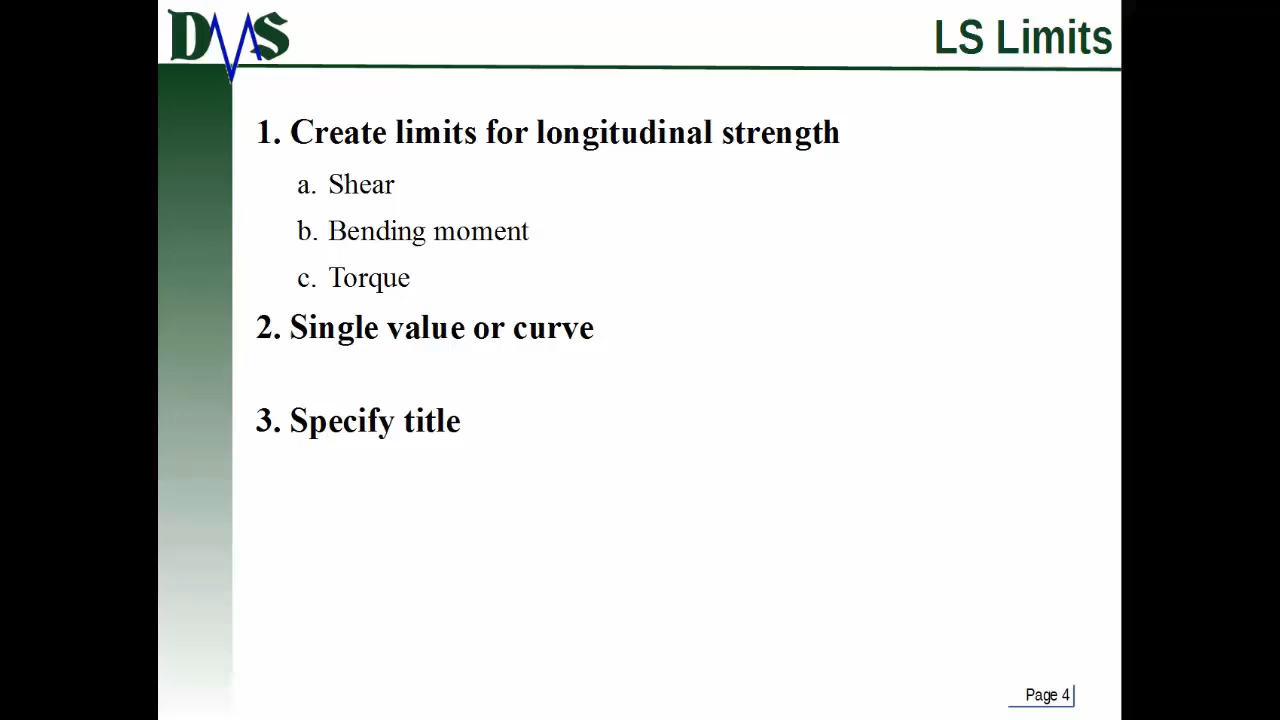 DMS
LS Limits
1. Create limits for longitudinal strength
a. Shear
b. Bending moment
c. Torque
2. Single value or curve
3. Specify title
Page 4